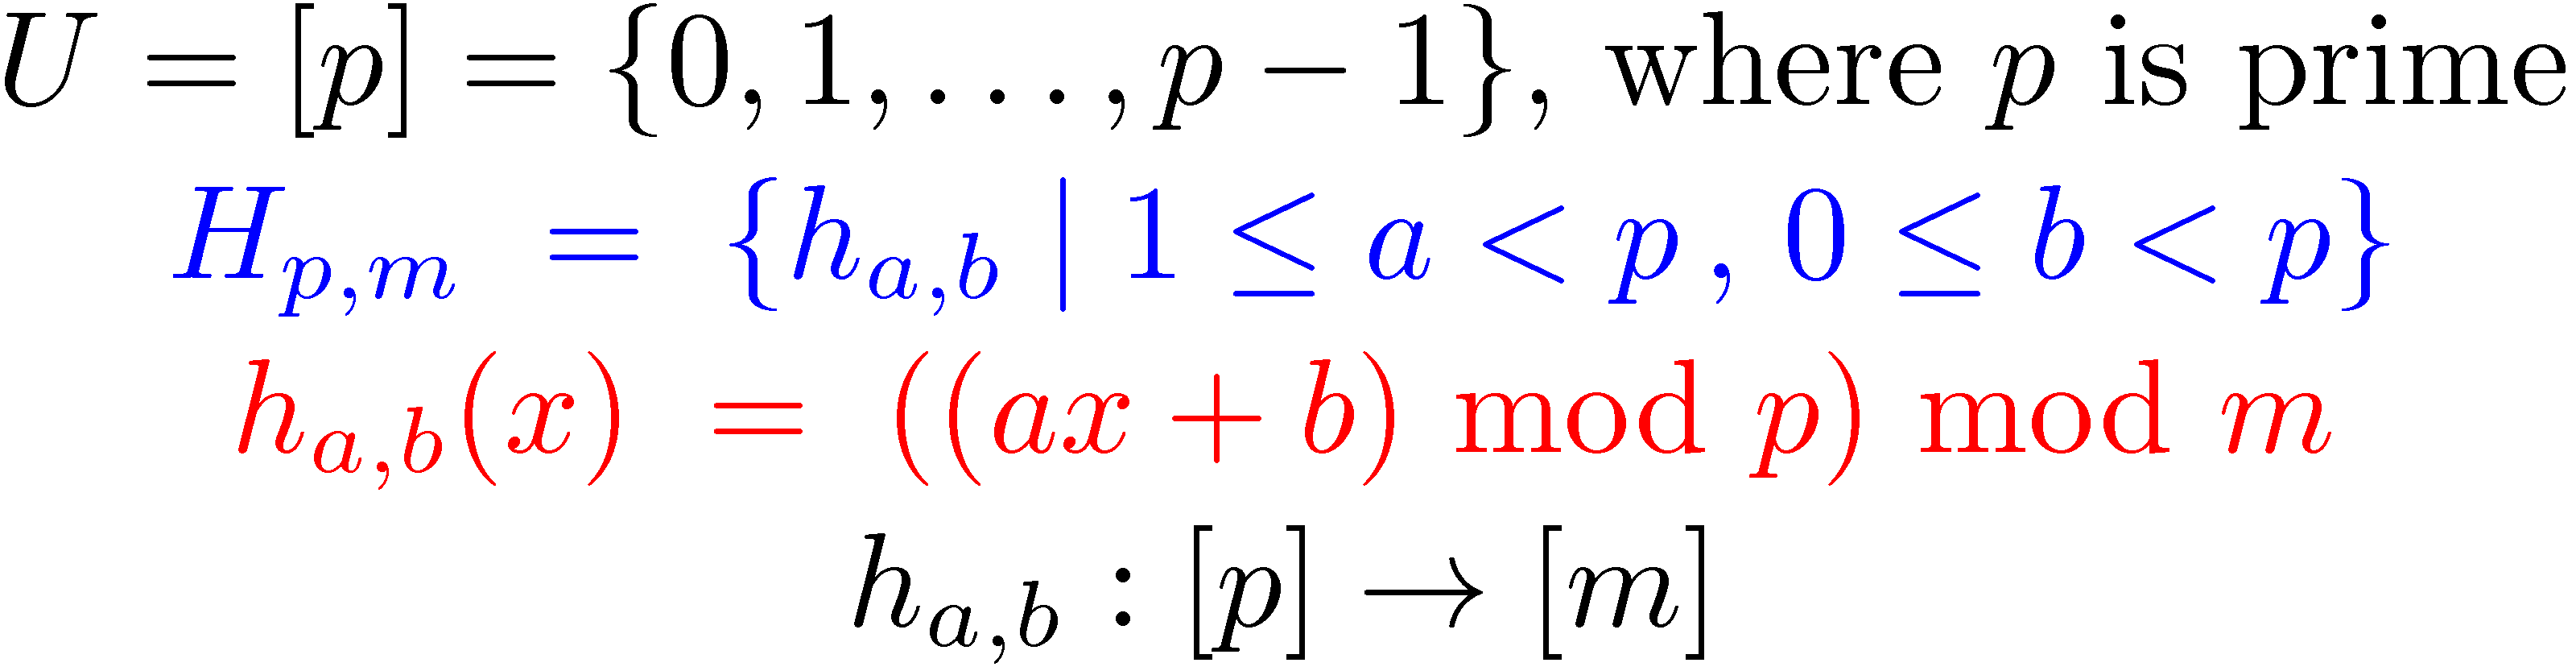 U = [p] = {0, 1, . . . , p − 1}, where p is prime
H_{p,m} = {h_{a,b} | 1 ≤ a < p , 0 ≤ b < p}
h_{a,b}(x) = ((ax + b) mod p) mod m
h_{a,b} : [p] → [m]